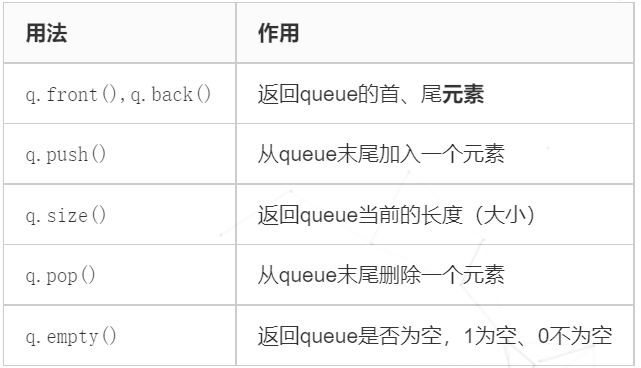 用法 作用
q.front(),q.back() 返回queue的首、尾元素
q.push() 从queue末尾加入一个元素
q.size() 返回queue当前的长度（大小）
q.pop() 从queue末尾删除一个元素
q.empty() 返回queue是否为空，1为空、0不为空